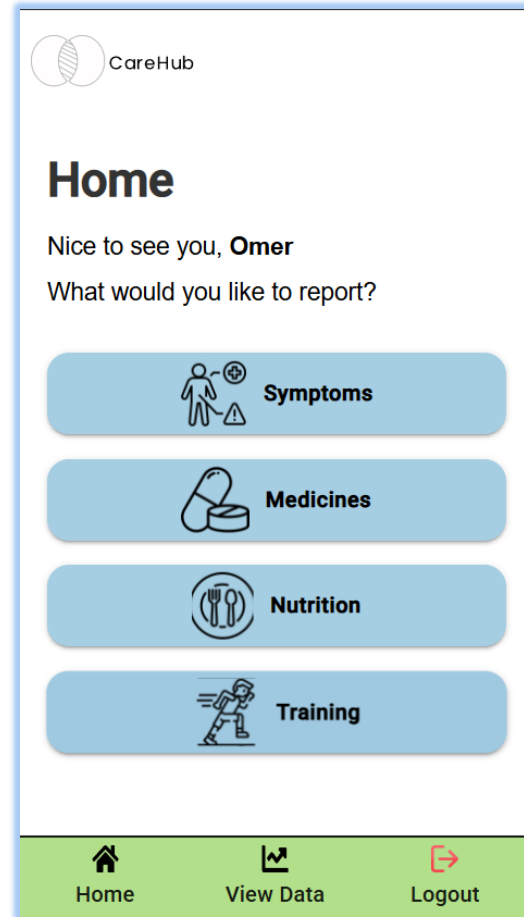 CareHub
Home
Nice to see you, Omer
What would you like to report?
Symptoms
Medicines
Nutrition
Training
Home
View Data
Logout